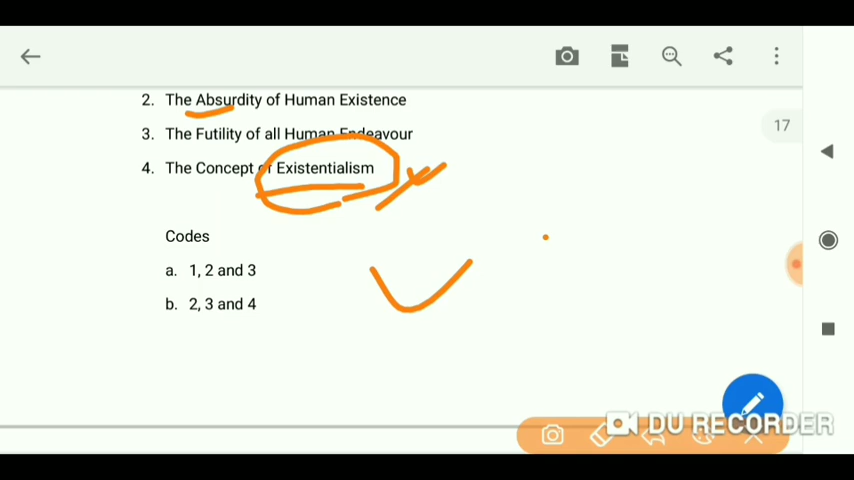 2. The Absurdity of Human Existence
17
3. The Futility of all Human Endeavour
4. The Concept of Existentialism
Codes
a. 1, 2 and 3
b. 2, 3 and 4
DU RECORDER